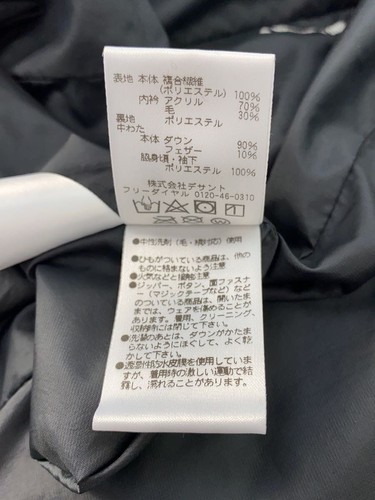 表地 本体 複合繊維
(ポリエステル) 100%
内衿 アクリル 70%
毛 30%
裏地 ポリエステル 100%
中わた
本体 ダウン 90%
フェザー 10%
脇身頃・袖下
ポリエステル 100%
株式会社デサント
フリーダイヤル 0120-46-0310
●中性洗剤(毛・絹対応)使用
●ひもがついている商品は、他の
ものに絡まないよう注意
●火気などと接触注意
●ジッパー、ボタン、面ファスナ
ー(マジックテープなど)など
のついている商品は、開いたま
までは、ウェアを傷めることが
あります。着用、クリーニング、
収納時には閉じて下さい。
●洗濯のあとは、ダウンがかたま
らないようにほぐして、よく乾
かして下さい。
●透湿性防水皮膜を使用していま
すが、着用時の激しい運動で結
露し、濡れることがあります。